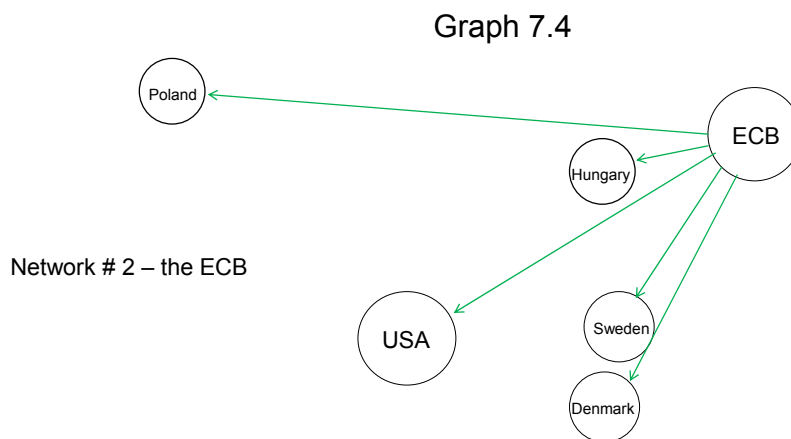 Graph 7.4
Poland
ECB
Hungary
Network # 2 – the ECB
USA
Sweden
Denmark